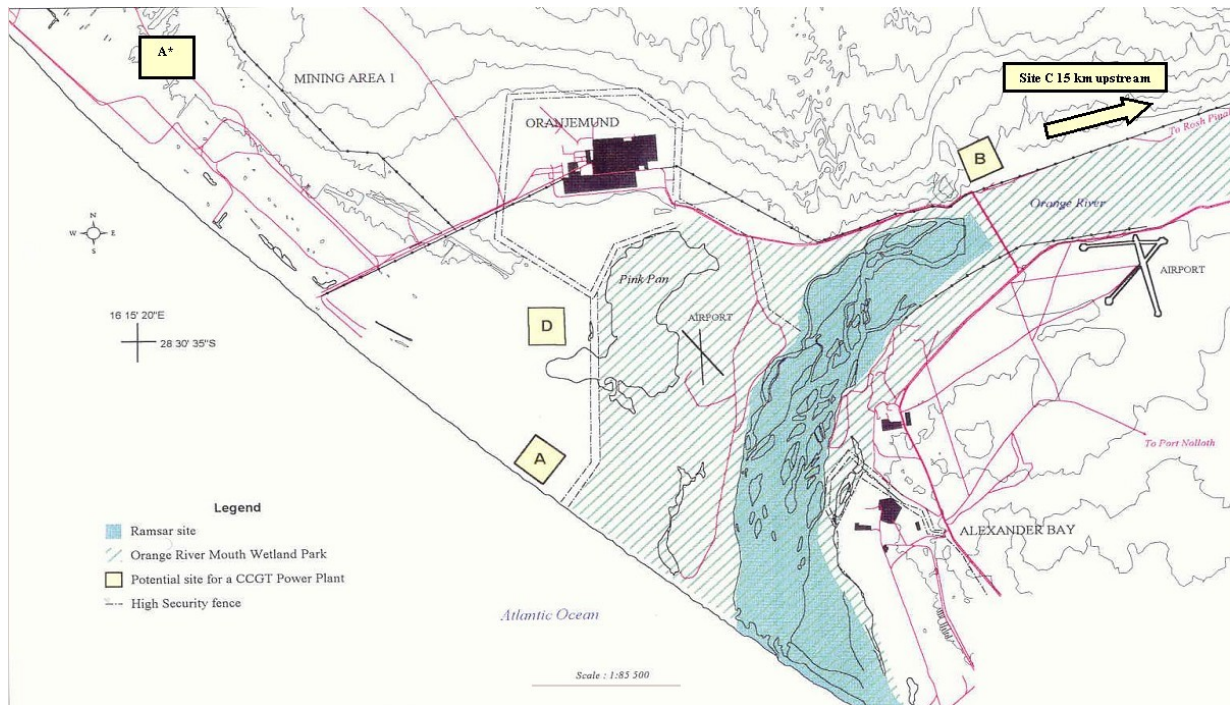 A*
MINING AREA 1
ORANJEMUND
Site C 15 km upstream
To Rosh Pinah
B
Orange River
N
W E
S
Pink Pan
AIRPORT
AIRPORT
D
16 15' 20"E
28 30' 35"S
A
To Port Nolloth
ALEXANDER BAY
Legend
Ramsar site
Orange River Mouth Wetland Park
Potential site for a CCGT Power Plant
High Security fence
Atlantic Ocean
Scale : 1:85 500